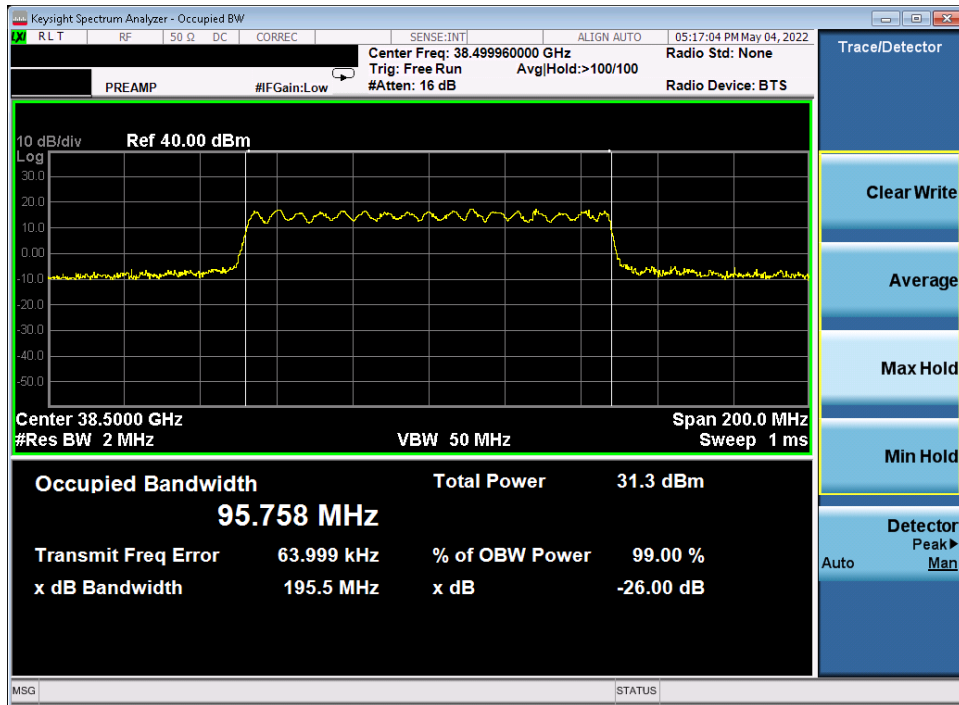 Keysight Spectrum Analyzer - Occupied BW
LXI RLT RF 50 Ω DC CORREC SENSE:INT ALIGN AUTO 05:17:04 PM May 04, 2022
Center Freq: 38.499960000 GHz Radio Std: None
Trig: Free Run Avg|Hold:>100/100
PREAMP #IFGain:Low #Atten: 16 dB Radio Device: BTS
10 dB/div Ref 40.00 dBm
Log
30.0
20.0
10.0
0.00
-10.0
-20.0
-30.0
-40.0
-50.0
Center 38.5000 GHz Span 200.0 MHz
#Res BW 2 MHz VBW 50 MHz Sweep 1 ms
Occupied Bandwidth Total Power 31.3 dBm
95.758 MHz
Transmit Freq Error 63.999 kHz % of OBW Power 99.00 %
x dB Bandwidth 195.5 MHz x dB -26.00 dB
MSG STATUS
Trace/Detector
Clear Write
Average
Max Hold
Min Hold
Detector
Peak▶
Auto Man